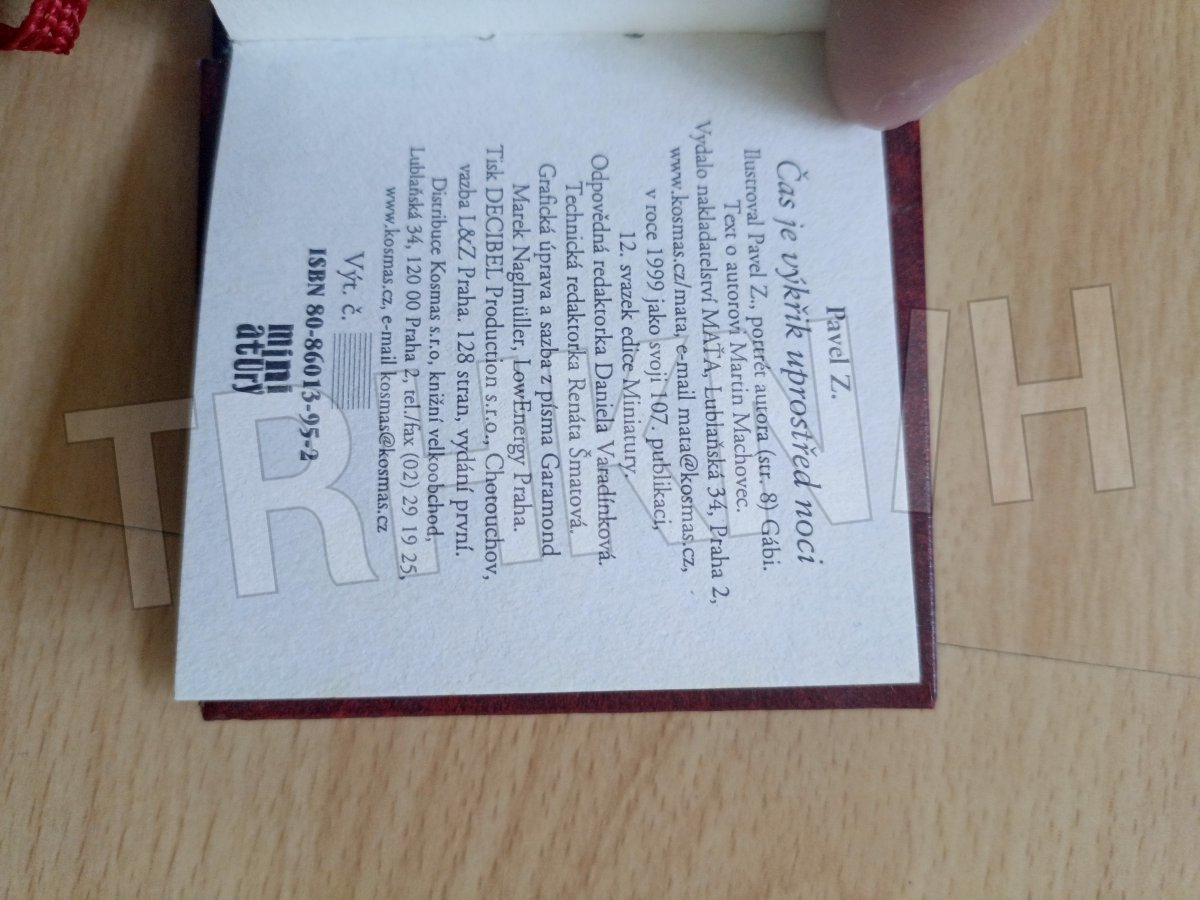 Pavel Z.
Čas je výkřik uprostřed noci
Ilustroval Pavel Z., portrét autora (str. 8) Gábi.
Text o autorovi Martin Machovec.
Vydalo nakladatelství MAŤA, Lublaňská 34, Praha 2,
www.kosmas.cz/mata, e-mail mata@kosmas.cz,
v roce 1999 jako svoji 107. publikaci,
12. svazek edice Miniatury.
Odpovědná redaktorka Daniela Varadínková.
Technická redaktorka Renáta Šmatová.
Grafická úprava a sazba z písma Garamond
Marek Naglmüller, LowEnergy Praha.
Tisk DECIBEL Production s.r.o., Chotouchov,
vazba L&Z Praha. 128 stran, vydání první.
Distribuce Kosmas s.r.o, knižní velkoobchod,
Lublaňská 34, 120 00 Praha 2, tel./fax (02) 29 19 25,
www.kosmas.cz, e-mail kosmas@kosmas.cz
Výt. č.
ISBN 80-86013-95-2
mini
atury